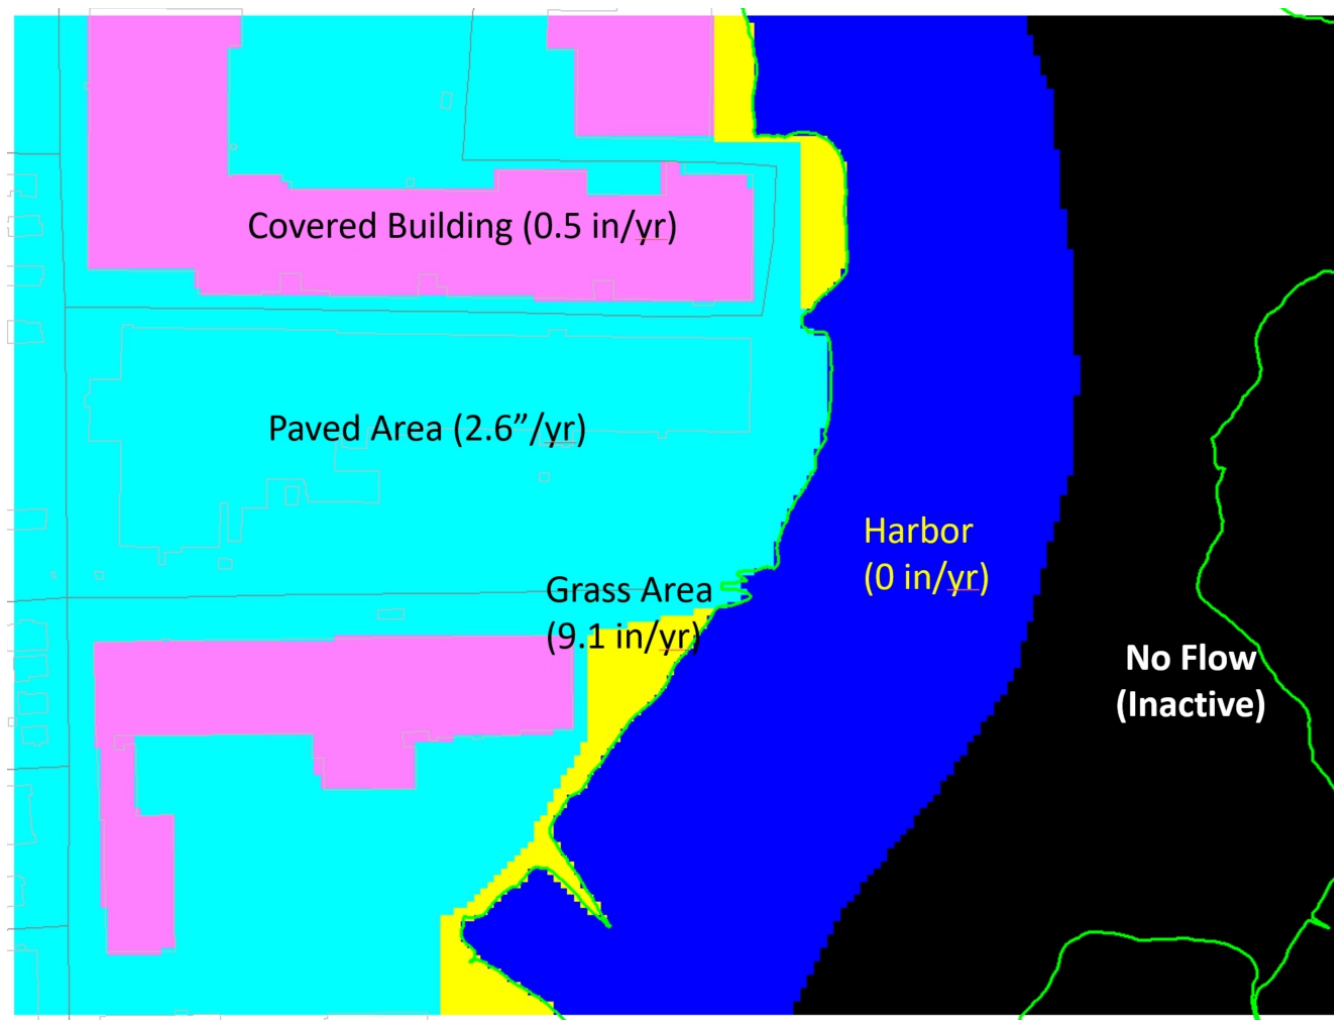 Covered Building (0.5 in/yr)
Paved Area (2.6”/yr)
Harbor
(0 in/yr)
Grass Area
(9.1 in/yr)
No Flow
(Inactive)